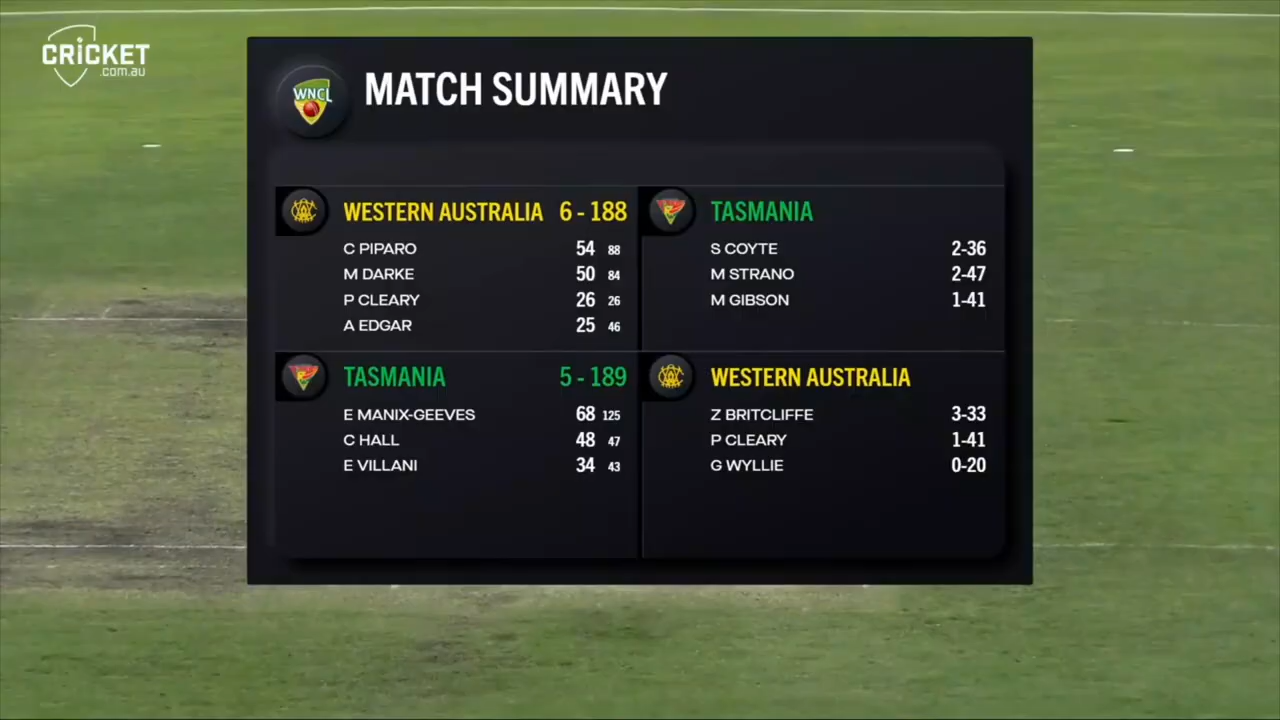 CRICKET
.com.au
WNCL
MATCH SUMMARY
WESTERN AUSTRALIA 6 - 188
C PIPARO 54 88
M DARKE 50 84
P CLEARY 26 26
A EDGAR 25 46
TASMANIA
S COYTE 2-36
M STRANO 2-47
M GIBSON 1-41
TASMANIA 5 - 189
E MANIX-GEEVES 68 125
C HALL 48 47
E VILLANI 34 43
WESTERN AUSTRALIA
Z BRITCLIFFE 3-33
P CLEARY 1-41
G WYLLIE 0-20